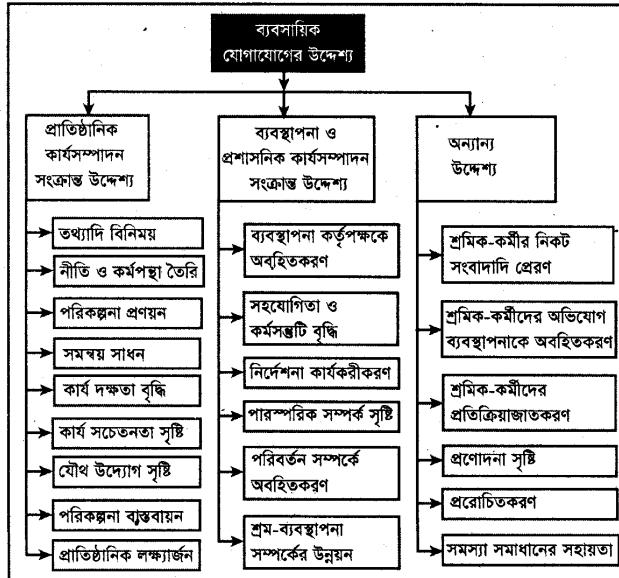 ব্যবসায়িক
যোগাযোগের উদ্দেশ্য
প্রাতিষ্ঠানিক
কার্যসম্পাদন
সংক্রান্ত উদ্দেশ্য
তথ্যাদি বিনিময়
নীতি ও কর্মপন্থা তৈরি
পরিকল্পনা প্রণয়ন
সমন্বয় সাধন
কার্য দক্ষতা বৃদ্ধি
কার্য সচেতনতা সৃষ্টি
যৌথ উদ্যোগ সৃষ্টি
পরিকল্পনা বাস্তবায়ন
প্রাতিষ্ঠানিক লক্ষ্যার্জন
ব্যবস্থাপনা ও
প্রশাসনিক কার্যসম্পাদন
সংক্রান্ত উদ্দেশ্য
ব্যবস্থাপনা কর্তৃপক্ষকে
অবহিতকরণ
সহযোগিতা ও
কর্মসন্তুটি বৃদ্ধি
নির্দেশনা কার্যকরীকরণ
পারস্পরিক সম্পর্ক সৃষ্টি
পরিবর্তন সম্পর্কে
অবহিতকরণ
শ্রম-ব্যবস্থাপনা
সম্পর্কের উন্নয়ন
অন্যান্য
উদ্দেশ্য
শ্রমিক-কর্মীর নিকট
সংবাদাদি প্রেরণ
শ্রমিক-কর্মীদের অভিযোগ
ব্যবস্থাপনাকে অবহিতকরণ
শ্রমিক-কর্মীদের
প্রতিক্রিয়াজাতকরণ
প্রণোদনা সৃষ্টি
প্ররোচিতকরণ
সমস্যা সমাধানের সহায়তা